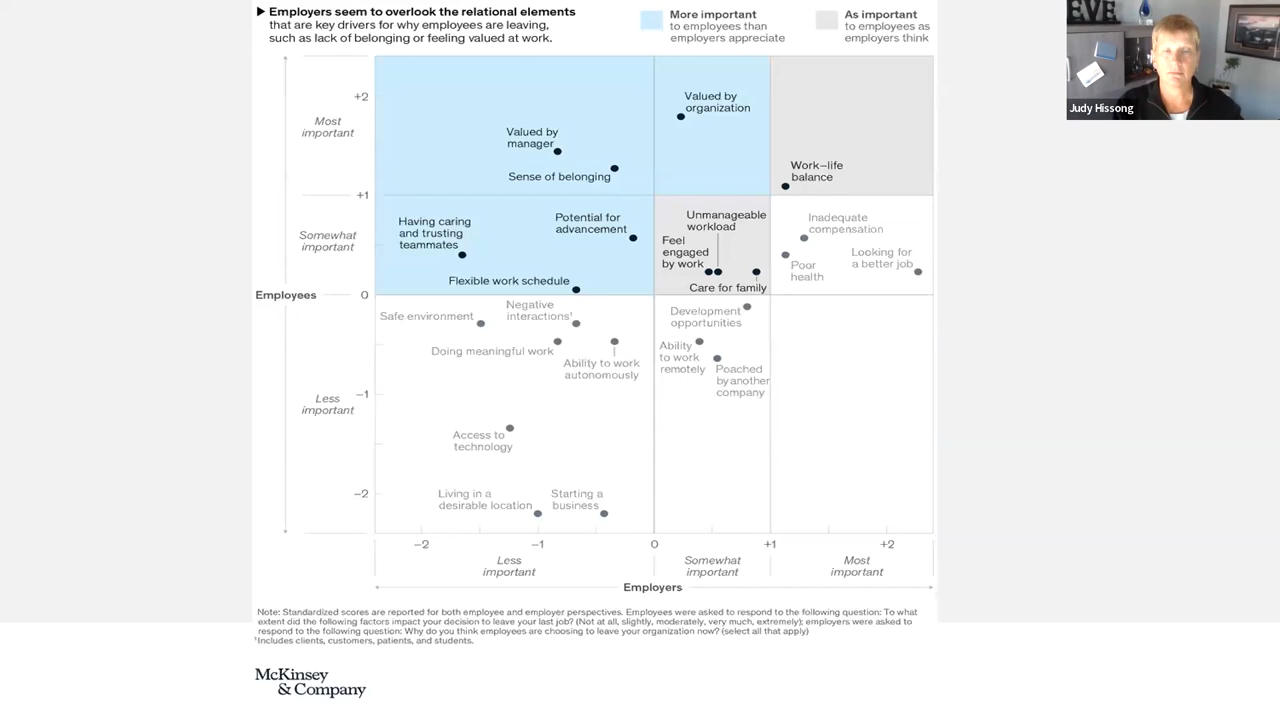 ▶ Employers seem to overlook the relational elements
that are key drivers for why employees are leaving,
such as lack of belonging or feeling valued at work.
More important
to employees than
employers appreciate
As important
to employees as
employers think
EVE
Judy Hissong
+2
Most
important
Valued by
organization
Valued by
manager
Sense of belonging
Work–life
balance
+1
Somewhat
important
Having caring
and trusting
teammates
Potential for
advancement
Flexible work schedule
Unmanageable
workload
Feel
engaged
by work
Care for family
Inadequate
compensation
Looking for
a better job
Poor
health
Employees
0
Safe environment
Negative
interactions¹
Doing meaningful work
Ability to work
autonomously
Development
opportunities
Ability
to work
remotely
Poached
by another
company
Less
important
−1
Access to
technology
−2
Living in a
desirable location
Starting a
business
−2
−1
0
+1
+2
Less
important
Somewhat
important
Most
important
Employers
Note: Standardized scores are reported for both employee and employer perspectives. Employees were asked to respond to the following question: To what
extent did the following factors impact your decision to leave your last job? (Not at all, slightly, moderately, very much, extremely); employers were asked to
respond to the following question: Why do you think employees are choosing to leave your organization now? (select all that apply)
¹Includes clients, customers, patients, and students.
McKinsey
& Company